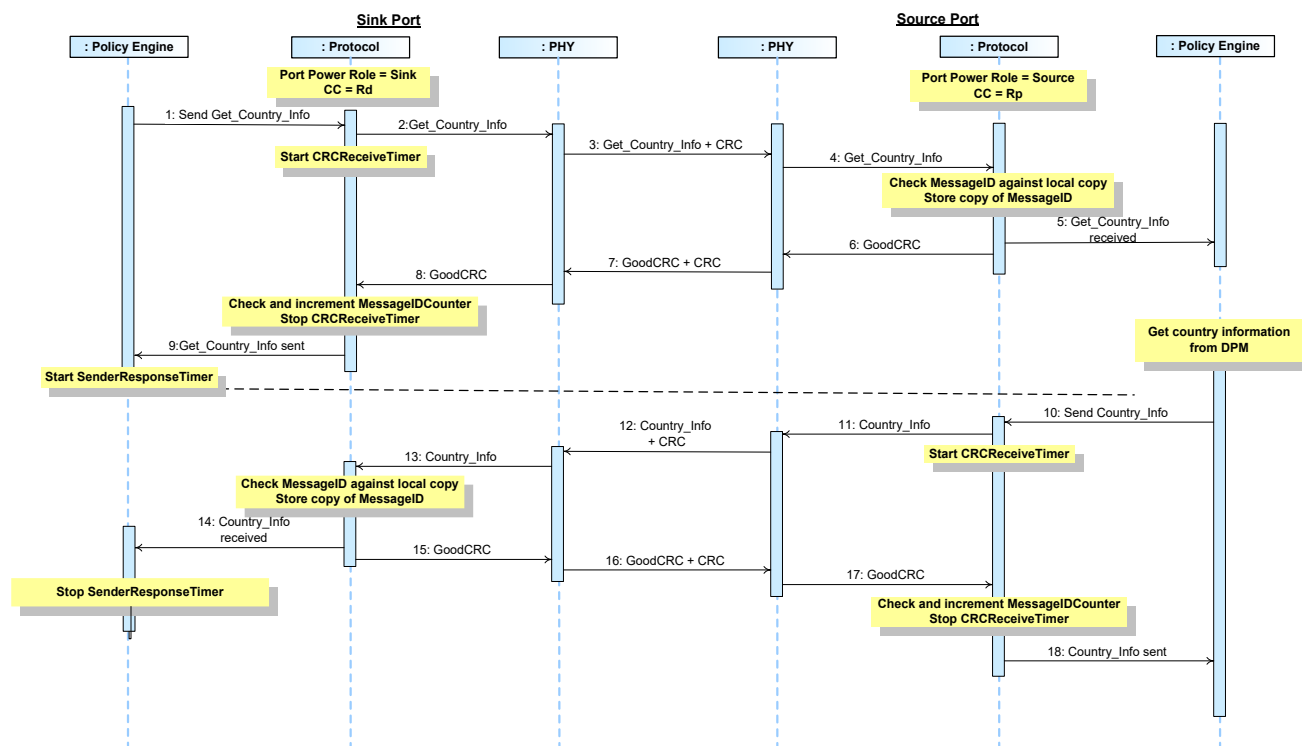 Sink Port
Source Port
: Policy Engine
: Protocol
: PHY
: PHY
: Protocol
: Policy Engine
Port Power Role = Sink
CC = Rd
Port Power Role = Source
CC = Rp
1: Send Get_Country_Info
2:Get_Country_Info
Start CRCReceiveTimer
3: Get_Country_Info + CRC
4: Get_Country_Info
Check MessageID against local copy
Store copy of MessageID
5: Get_Country_Info
received
6: GoodCRC
7: GoodCRC + CRC
8: GoodCRC
Check and increment MessageIDCounter
Stop CRCReceiveTimer
9:Get_Country_Info sent
Start SenderResponseTimer
Get country information
from DPM
10: Send Country_Info
11: Country_Info
Start CRCReceiveTimer
12: Country_Info
+ CRC
13: Country_Info
Check MessageID against local copy
Store copy of MessageID
14: Country_Info
received
15: GoodCRC
16: GoodCRC + CRC
17: GoodCRC
Stop SenderResponseTimer
Check and increment MessageIDCounter
Stop CRCReceiveTimer
18: Country_Info sent